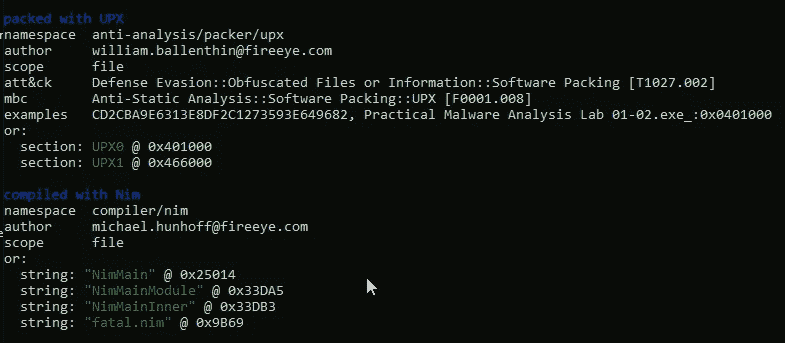 packed with UPX
namespace anti-analysis/packer/upx
author william.ballenthin@fireeye.com
scope file
att&ck Defense Evasion::Obfuscated Files or Information::Software Packing [T1027.002]
mbc Anti-Static Analysis::Software Packing::UPX [F0001.008]
examples CD2CBA9E6313E8DF2C1273593E649682, Practical Malware Analysis Lab 01-02.exe_:0x0401000
or:
section: UPX0 @ 0x401000
section: UPX1 @ 0x466000
compiled with Nim
namespace compiler/nim
author michael.hunhoff@fireeye.com
scope file
or:
string: "NimMain" @ 0x25014
string: "NimMainModule" @ 0x33DA5
string: "NimMainInner" @ 0x33DB3
string: "fatal.nim" @ 0x9B69